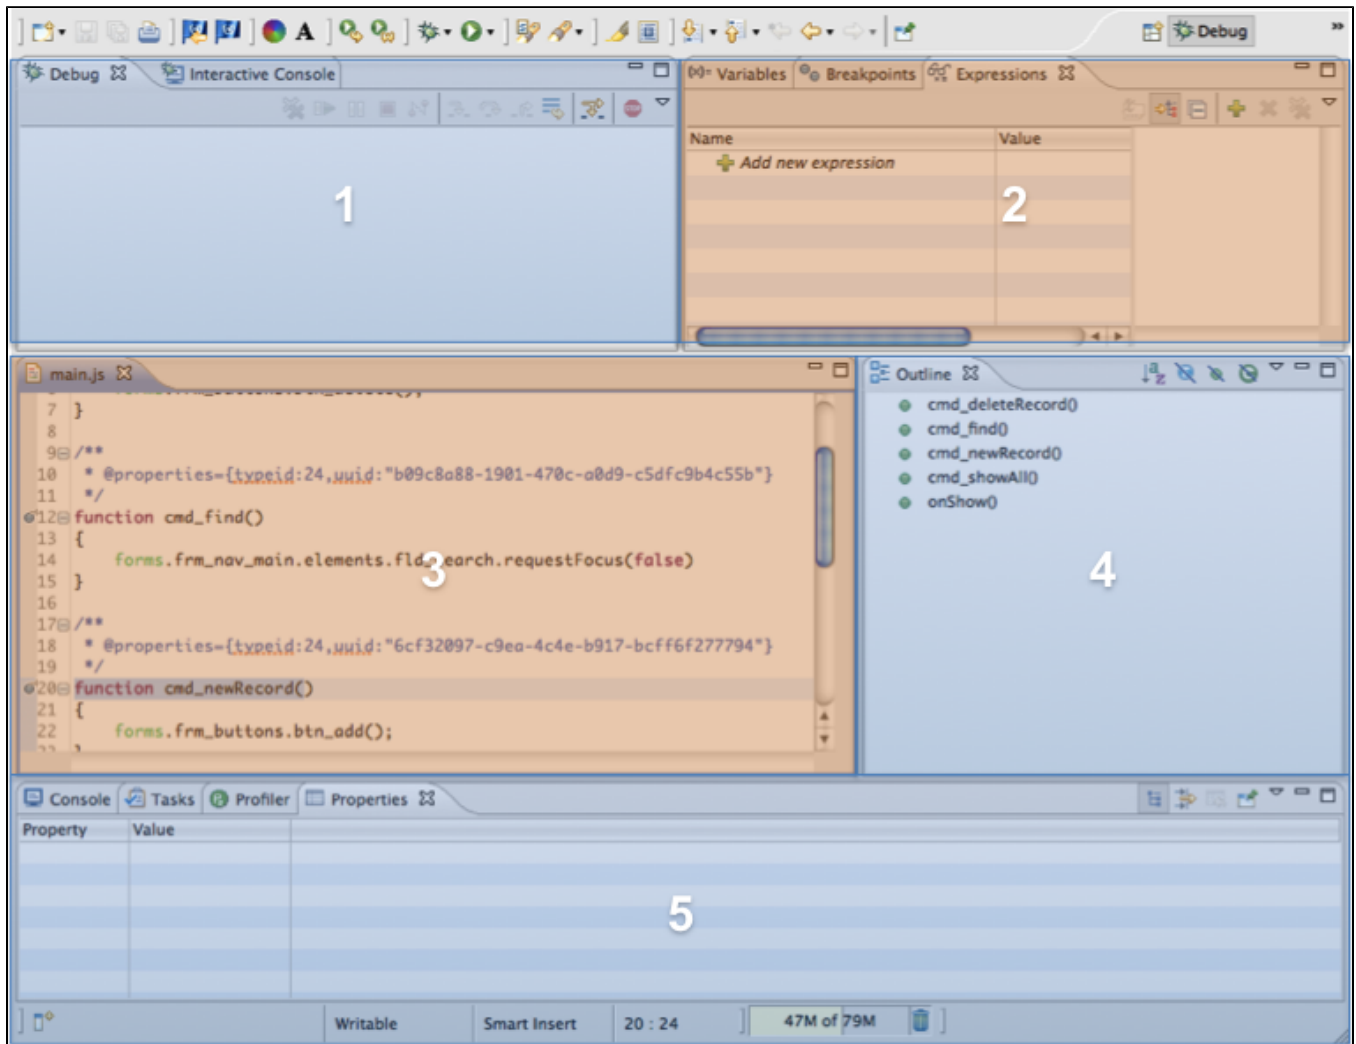 A
Debug
»
Debug
Interactive Console
Variables
Breakpoints
Expressions
Name
Value
Add new expression
1
2
main.js
7 }
8
9 /**
10  * @properties={typeid:24,uuid:"b09c8a88-1901-470c-a0d9-c5dfc9b4c55b"}
11  */
12 function cmd_find()
13 {
14     forms.frm_nav_main.elements.fld_search.requestFocus(false)
15 }
16
17 /**
18  * @properties={typeid:24,uuid:"6cf32097-c9ea-4c4e-b917-bcff6f277794"}
19  */
20 function cmd_newRecord()
21 {
22     forms.frm_buttons.btn_add();
3
Outline
cmd_deleteRecord()
cmd_find()
cmd_newRecord()
cmd_showAll()
onShow()
4
Console
Tasks
Profiler
Properties
Property
Value
5
Writable
Smart Insert
20 : 24
47M of 79M